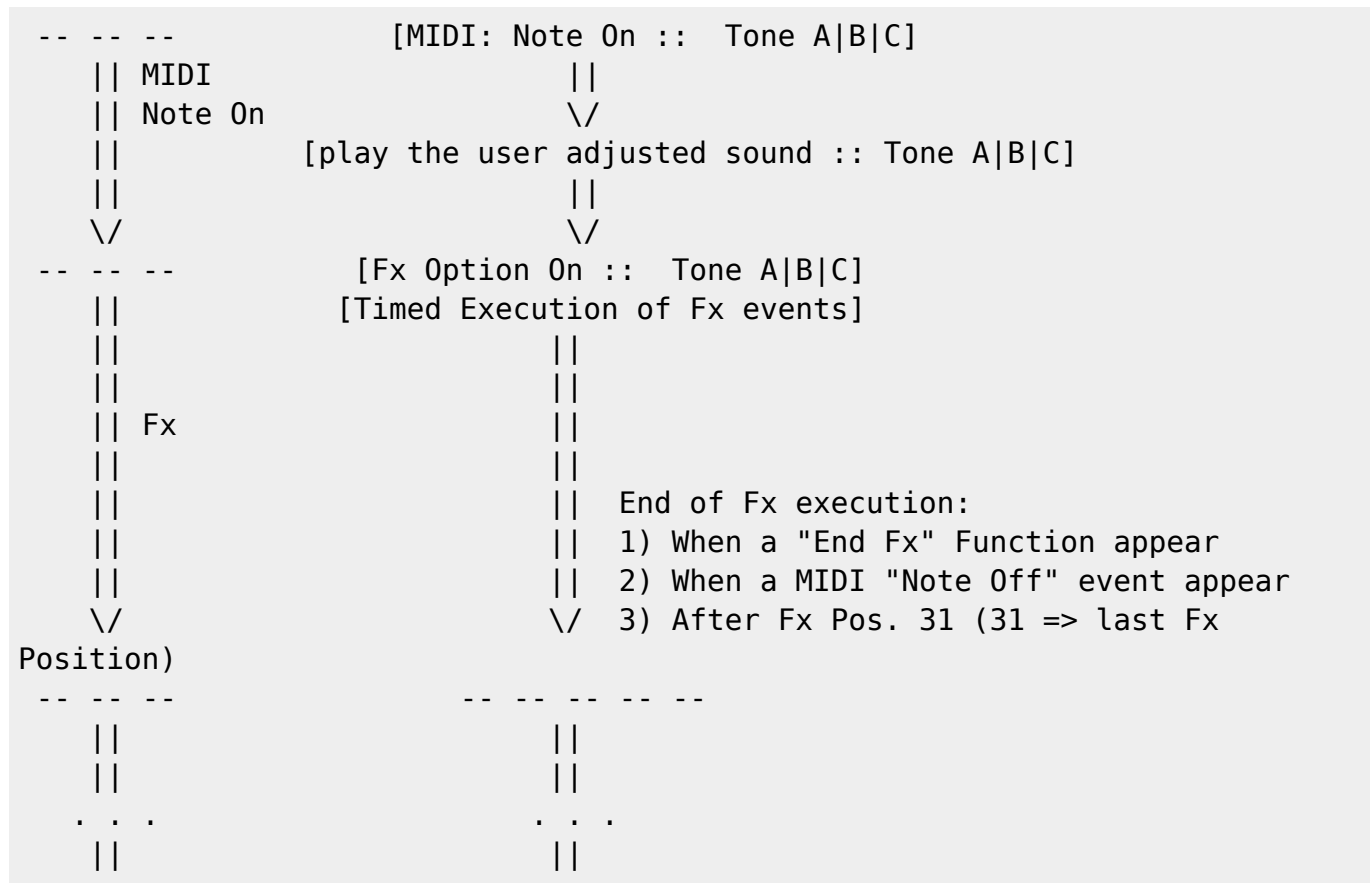 -- -- --            [MIDI: Note On ::  Tone A|B|C]
    || MIDI                    ||
    || Note On                 \/
    ||          [play the user adjusted sound :: Tone A|B|C]
    ||                         ||
    \/                         \/
 -- -- --          [Fx Option On ::  Tone A|B|C]
    ||            [Timed Execution of Fx events]
    ||                        ||
    ||                        ||
    || Fx                     ||
    ||                        ||
    ||                        ||  End of Fx execution:
    ||                        ||  1) When a "End Fx" Function appear
    ||                        ||  2) When a MIDI "Note Off" event appear
    \/                        \/  3) After Fx Pos. 31 (31 => last Fx
Position)
 -- -- --                -- -- -- -- --
    ||                        ||
    ||                        ||
   . . .                     . . .
    ||                        ||